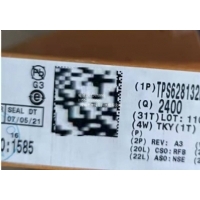 G3
SEAL DT
07/05/21
16
0:1585
(1P) TPS628132
(Q) 2400
(31T) LOT: 110
(4W) TKY (1T)
(P)
(2P) REV: A3
(20L) CSO: RFB
(22L) ASO: NSE